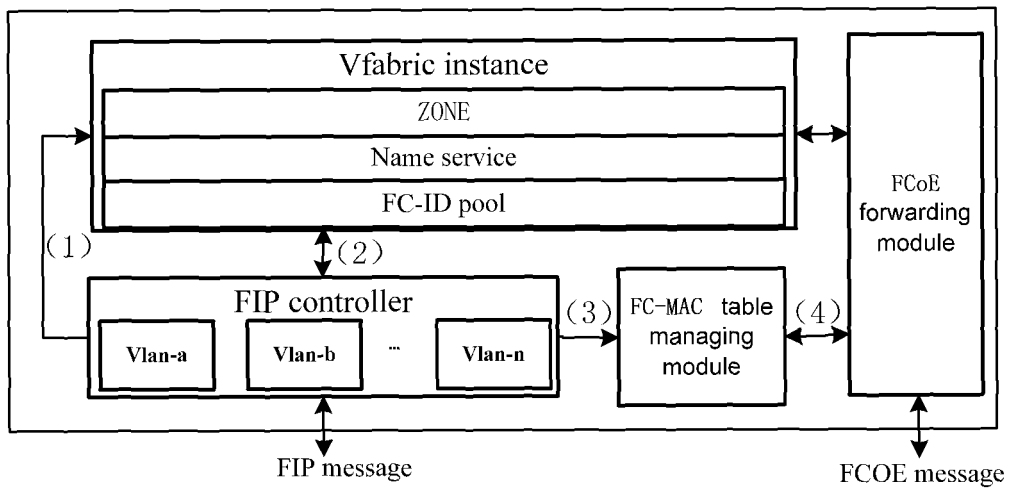 Vfabric instance
ZONE
Name service
FC-ID pool
(1)
(2)
FIP controller
Vlan-a
Vlan-b
...
Vlan-n
(3)
FC-MAC table
managing
module
(4)
FCoE
forwarding
module
FIP message
FCOE message